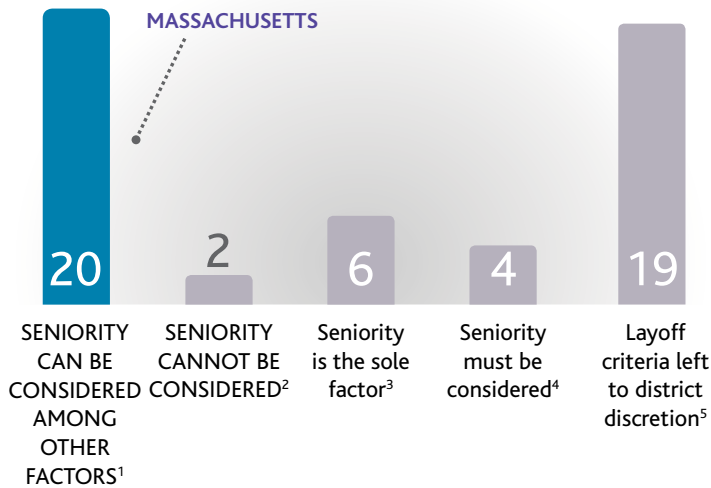 MASSACHUSETTS
20
2
6
4
19
SENIORITY
CAN BE
CONSIDERED
AMONG
OTHER
FACTORS¹
SENIORITY
CANNOT BE
CONSIDERED²
Seniority
is the sole
factor³
Seniority
must be
considered⁴
Layoff
criteria left
to district
discretion⁵